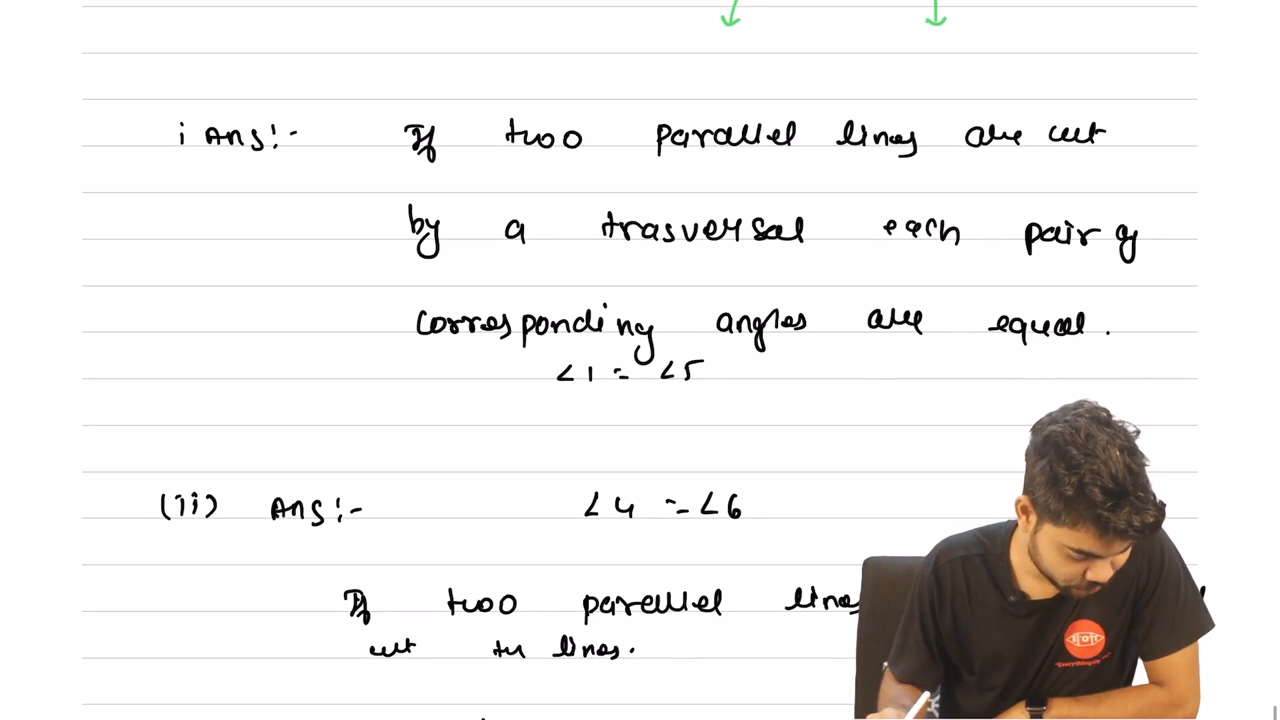 i Ans:- If two parallel lines are cut
by a trasversal each pair of
corresponding angles are equal.
∠1 = ∠5
(ii) Ans:- ∠4 = ∠6
If two parallel lines
cut the lines.